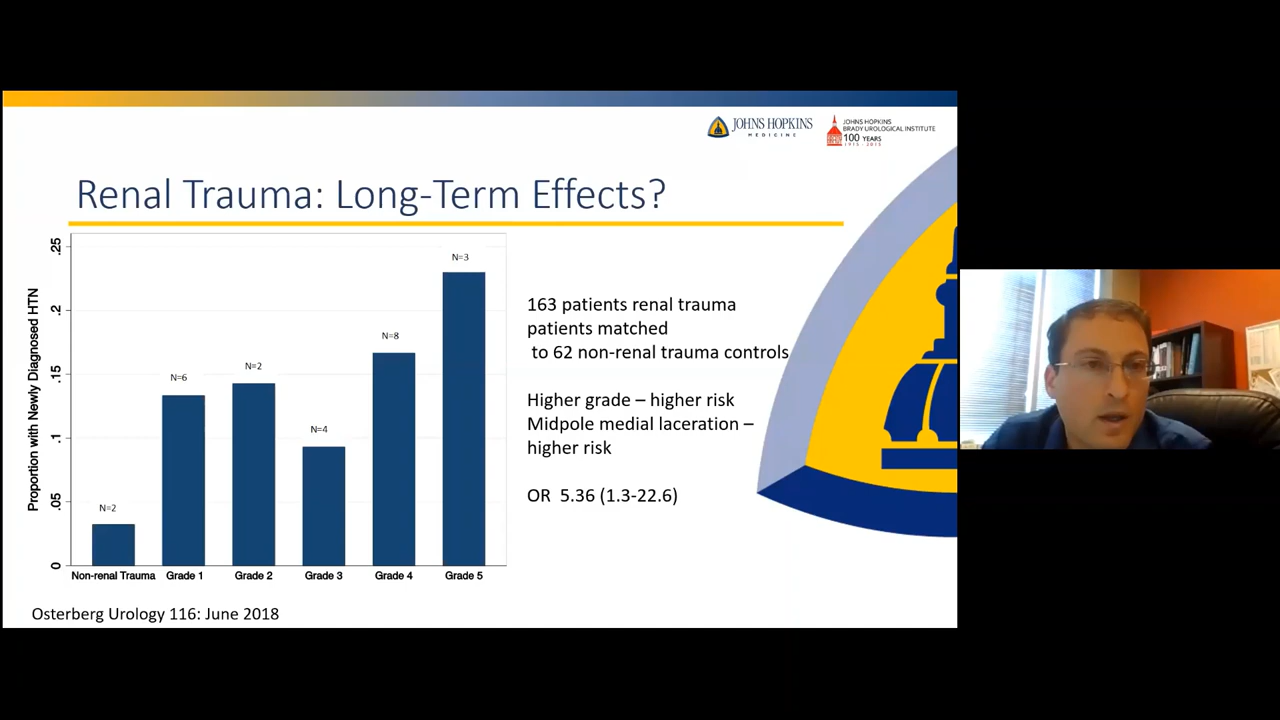 JOHNS HOPKINS
MEDICINE
JOHNS HOPKINS
BRADY UROLOGICAL INSTITUTE
100 YEARS
1915 - 2015
Renal Trauma: Long-Term Effects?
Proportion with Newly Diagnosed HTN
.25
.2
.15
.1
.05
0
N=2
N=6
N=2
N=4
N=8
N=3
Non-renal Trauma
Grade 1
Grade 2
Grade 3
Grade 4
Grade 5
163 patients renal trauma
patients matched
to 62 non-renal trauma controls
Higher grade – higher risk
Midpole medial laceration –
higher risk
OR 5.36 (1.3-22.6)
Osterberg Urology 116: June 2018